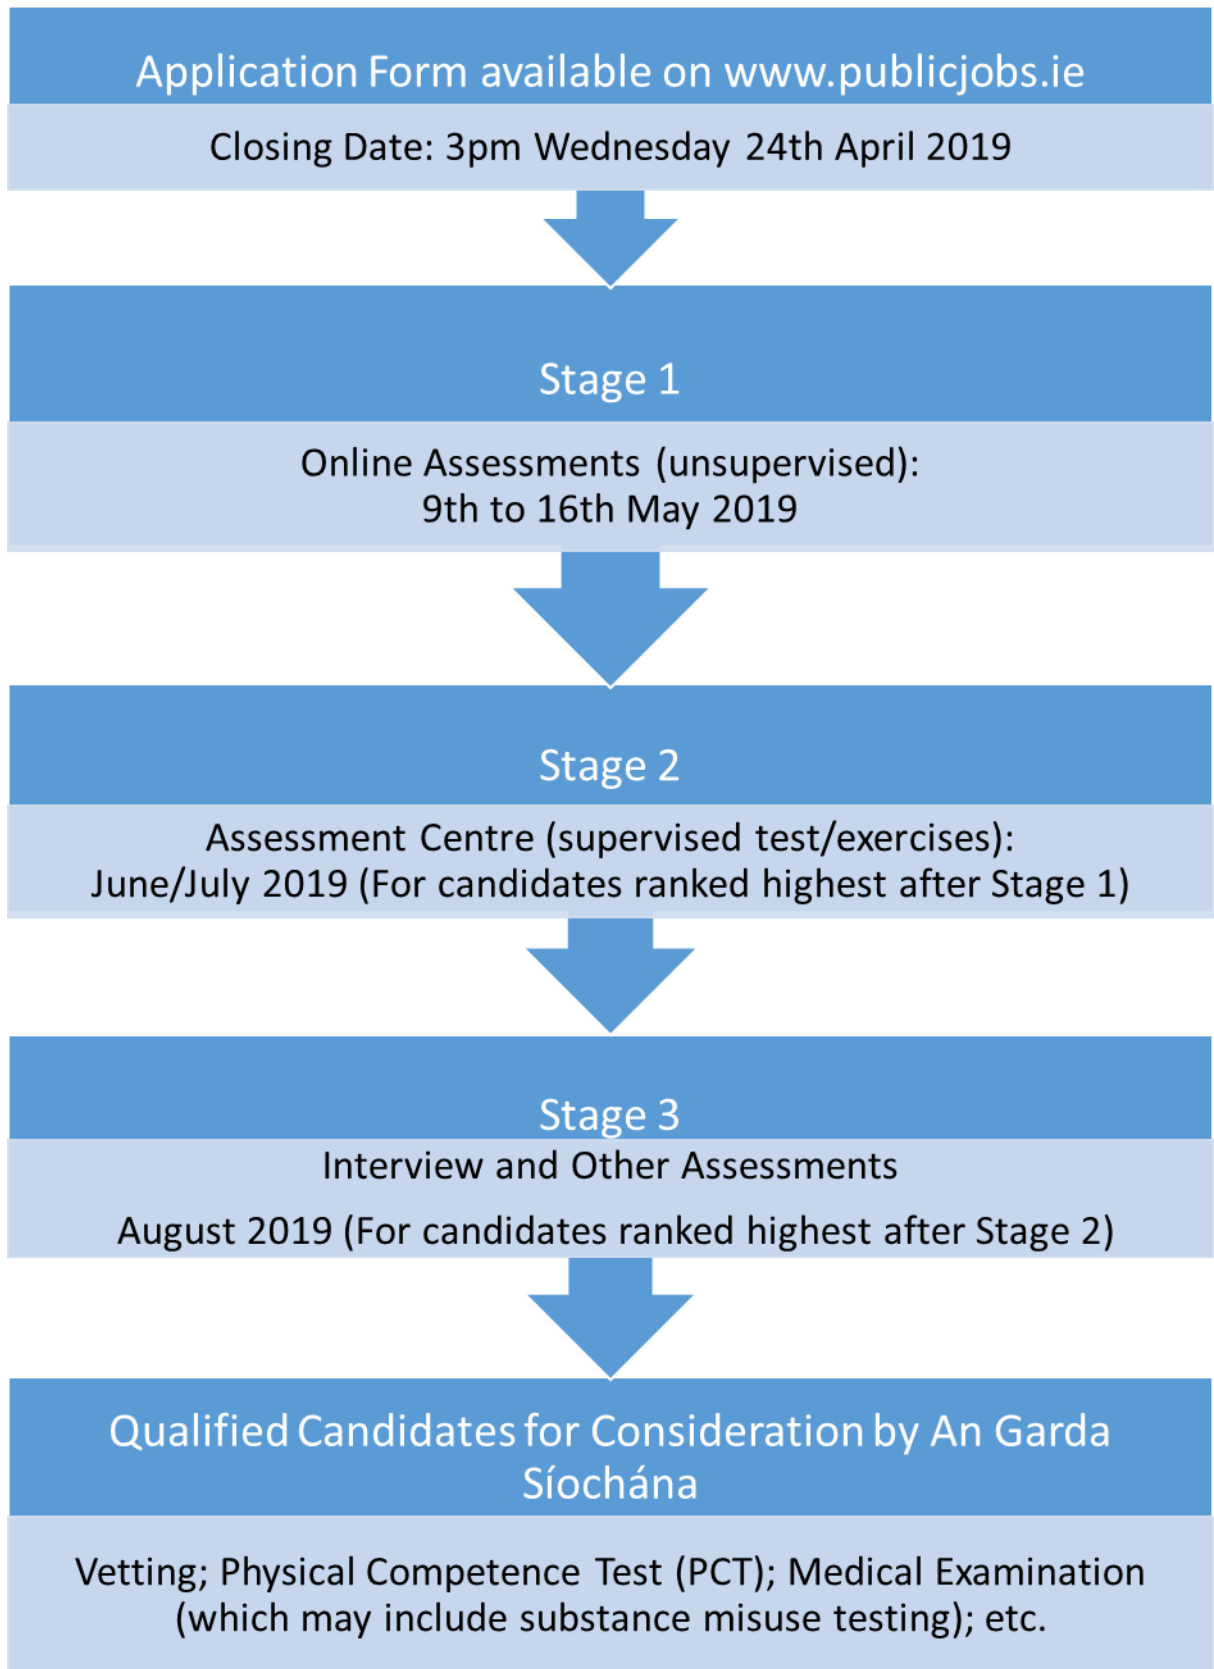 Application Form available on www.publicjobs.ie
Closing Date: 3pm Wednesday 24th April 2019
Stage 1
Online Assessments (unsupervised):
9th to 16th May 2019
Stage 2
Assessment Centre (supervised test/exercises):
June/July 2019 (For candidates ranked highest after Stage 1)
Stage 3
Interview and Other Assessments
August 2019 (For candidates ranked highest after Stage 2)
Qualified Candidates for Consideration by An Garda
Síochána
Vetting; Physical Competence Test (PCT); Medical Examination
(which may include substance misuse testing); etc.